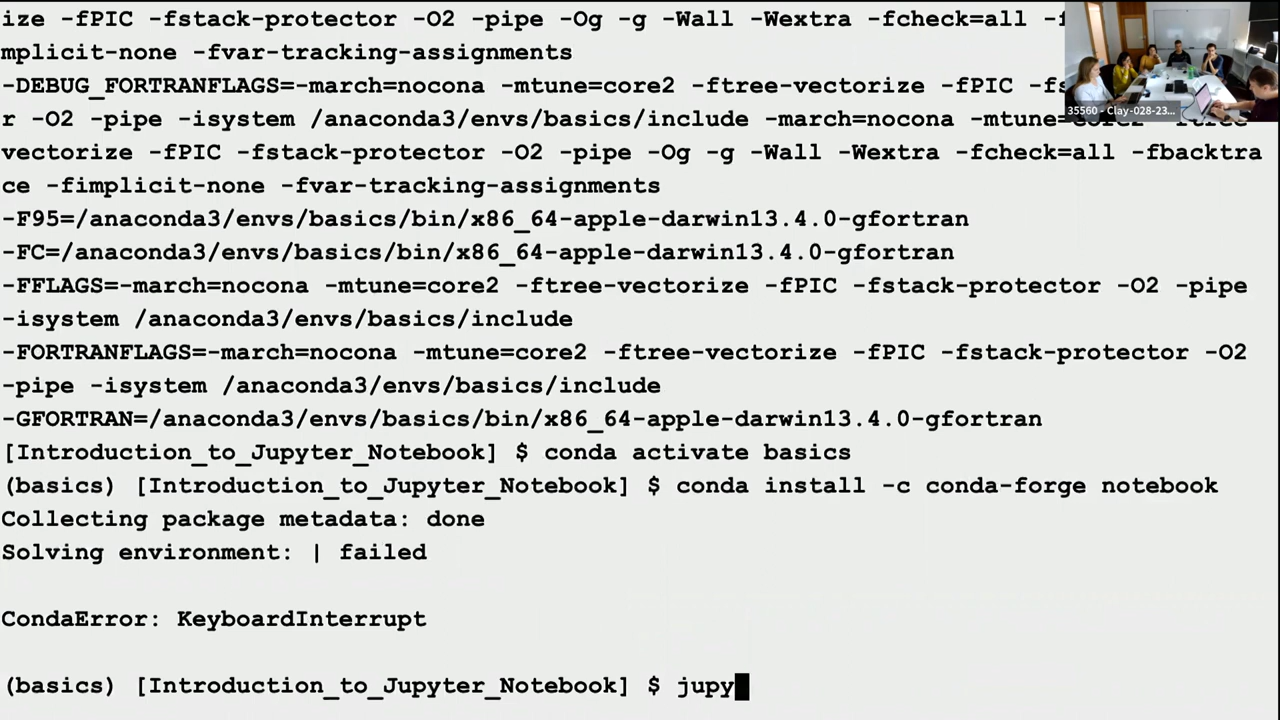 ize -fPIC -fstack-protector -O2 -pipe -Og -g -Wall -Wextra -fcheck=all
mplicit-none -fvar-tracking-assignments
-DEBUG_FORTRANFLAGS=-march=nocona -mtune=core2 -ftree-vectorize -fPIC
r -O2 -pipe -isystem /anaconda3/envs/basics/include -march=nocona
35560 - Clay-028-23...
vectorize -fPIC -fstack-protector -O2 -pipe -Og -g -Wall -Wextra -fcheck=all -fbacktra
ce -fimplicit-none -fvar-tracking-assignments
-F95=/anaconda3/envs/basics/bin/x86_64-apple-darwin13.4.0-gfortran
-FC=/anaconda3/envs/basics/bin/x86_64-apple-darwin13.4.0-gfortran
-FFLAGS=-march=nocona -mtune=core2 -ftree-vectorize -fPIC -fstack-protector -O2 -pipe
-isystem /anaconda3/envs/basics/include
-FORTRANFLAGS=-march=nocona -mtune=core2 -ftree-vectorize -fPIC -fstack-protector -O2
-pipe -isystem /anaconda3/envs/basics/include
-GFORTRAN=/anaconda3/envs/basics/bin/x86_64-apple-darwin13.4.0-gfortran
[Introduction_to_Jupyter_Notebook] $ conda activate basics
(basics) [Introduction_to_Jupyter_Notebook] $ conda install -c conda-forge notebook
Collecting package metadata: done
Solving environment: | failed
CondaError: KeyboardInterrupt
(basics) [Introduction_to_Jupyter_Notebook] $ jupy